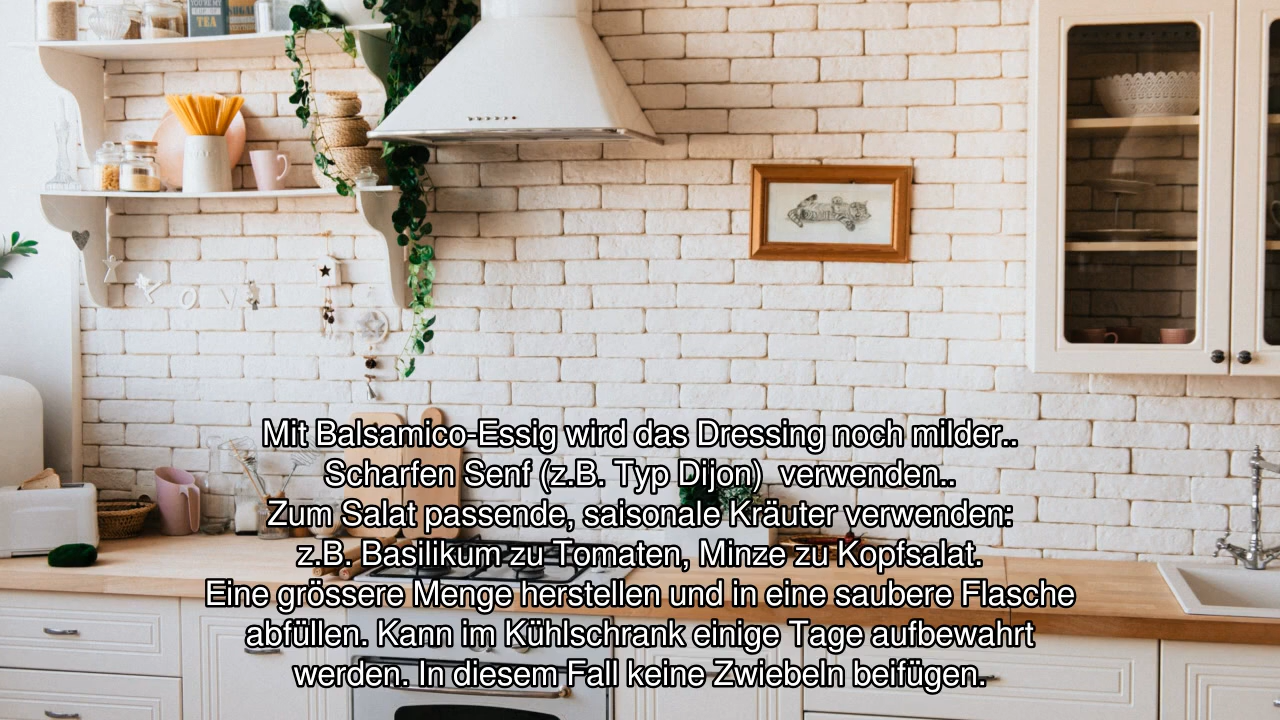 TEA
Mit Balsamico-Essig wird das Dressing noch milder..
Scharfen Senf (z.B. Typ Dijon)  verwenden..
Zum Salat passende, saisonale Kräuter verwenden:
z.B. Basilikum zu Tomaten, Minze zu Kopfsalat.
Eine grössere Menge herstellen und in eine saubere Flasche
abfüllen. Kann im Kühlschrank einige Tage aufbewahrt
werden. In diesem Fall keine Zwiebeln beifügen.